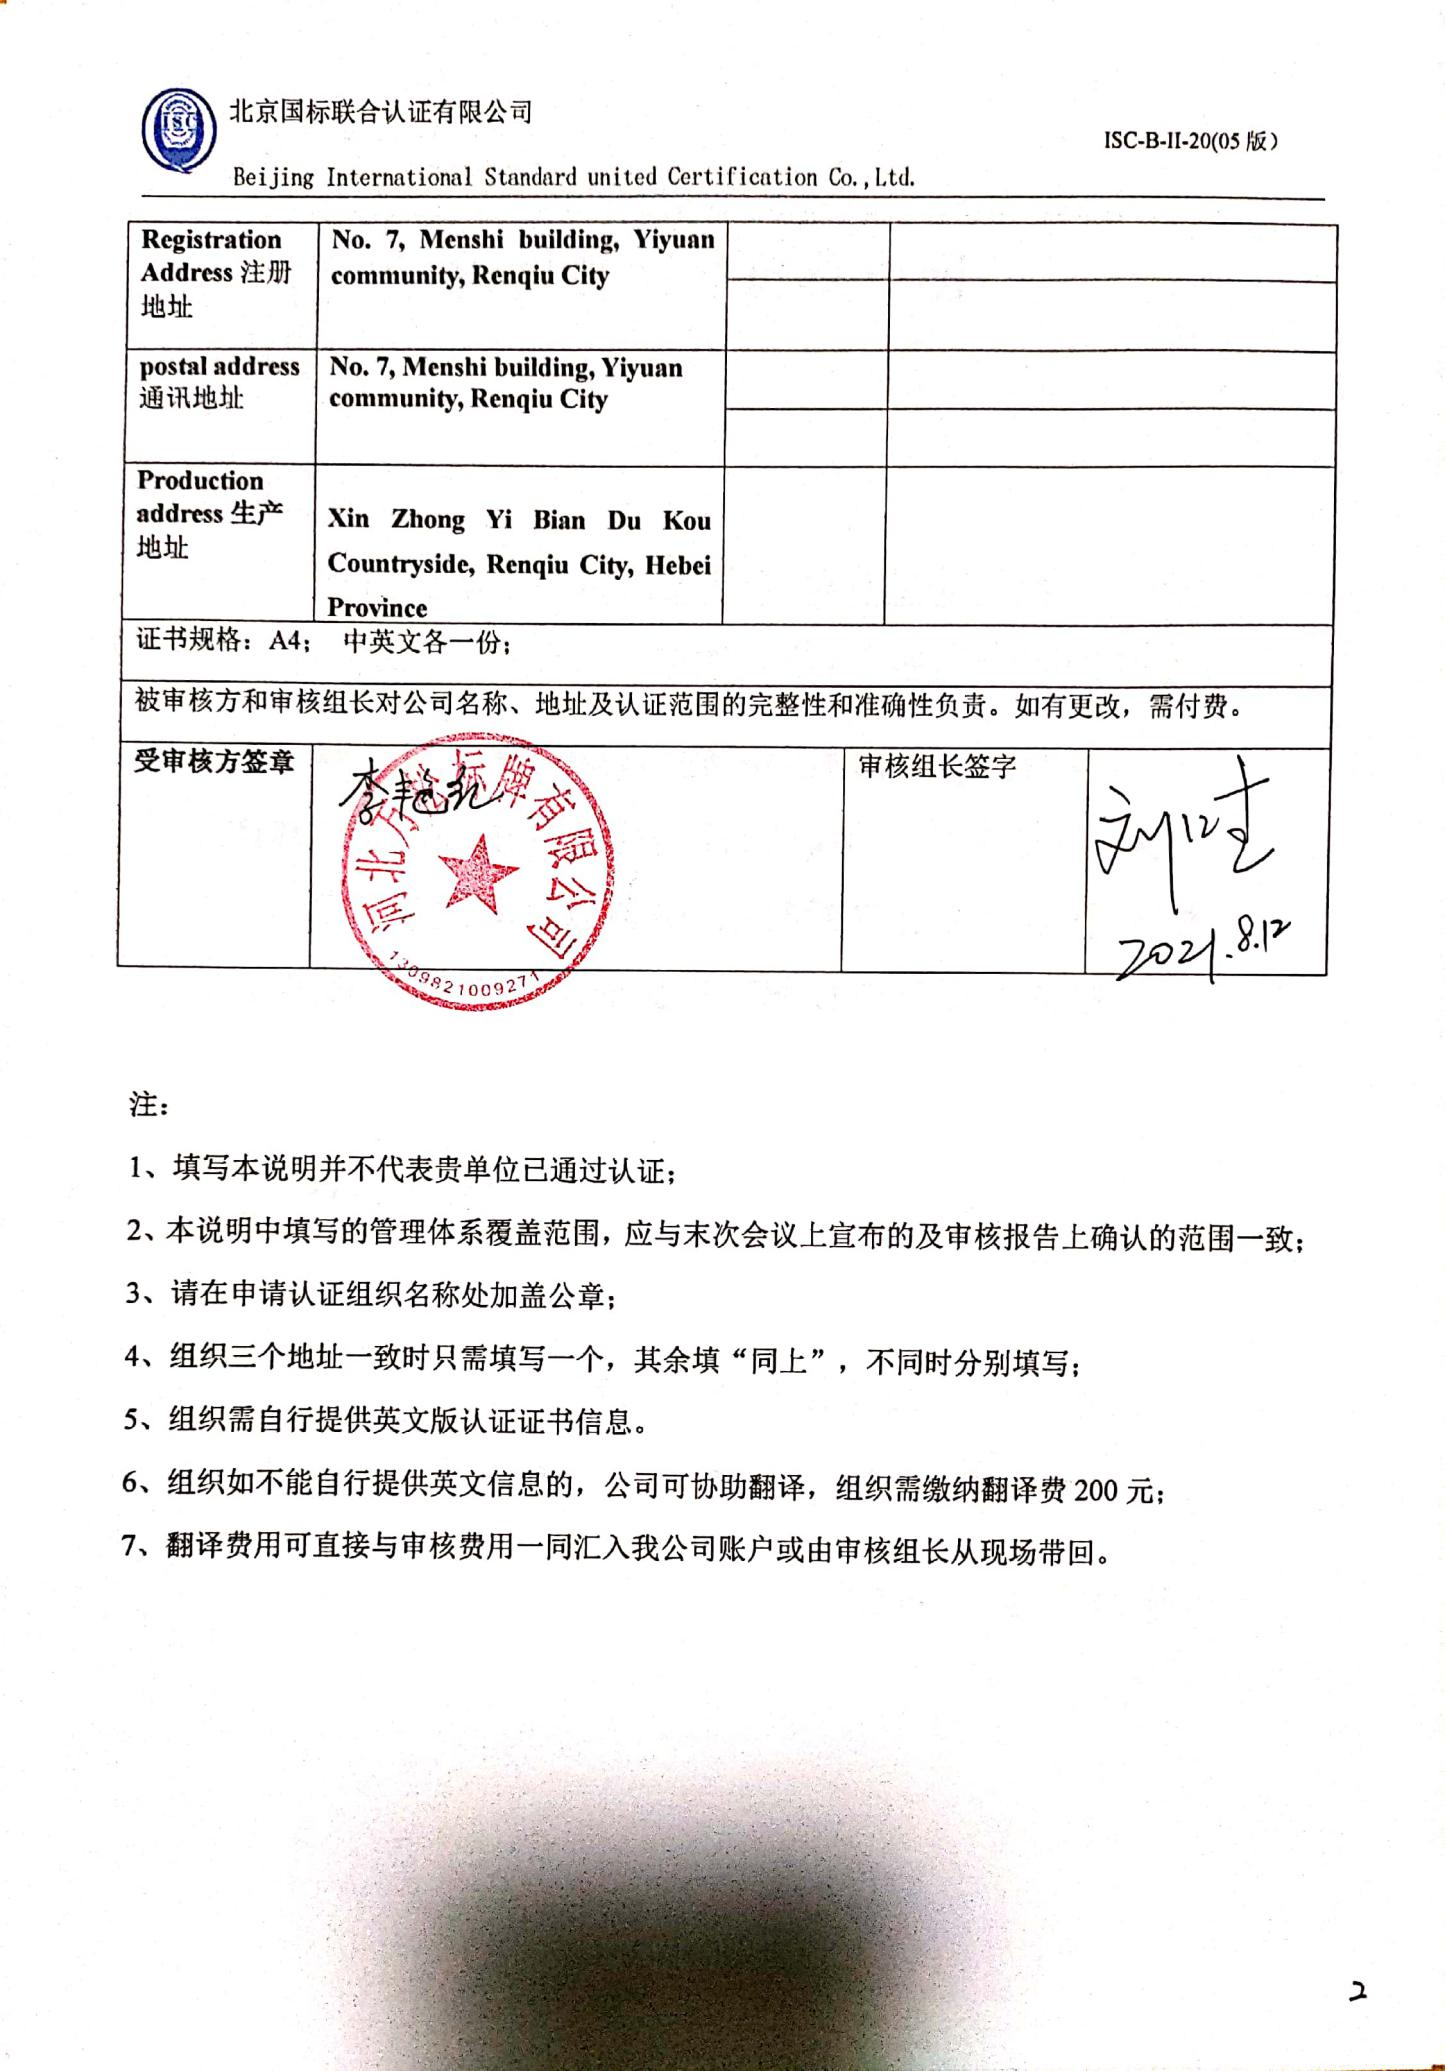 ISC
北京国标联合认证有限公司
ISC-B-II-20(05 版）
Beijing International Standard united Certification Co.,Ltd.
Registration
Address 注册
地址
No. 7, Menshi building, Yiyuan
community, Renqiu City
postal address
通讯地址
No. 7, Menshi building, Yiyuan
community, Renqiu City
Production
address 生产
地址
Xin Zhong Yi Bian Du Kou
Countryside, Renqiu City, Hebei
Province
证书规格：A4； 中英文各一份；
被审核方和审核组长对公司名称、地址及认证范围的完整性和准确性负责。如有更改，需付费。
受审核方签章
李艳
河北万 标牌有限公司
1309821009271
审核组长签字
刘
2021.8.12
注：
1、填写本说明并不代表贵单位已通过认证；
2、本说明中填写的管理体系覆盖范围，应与末次会议上宣布的及审核报告上确认的范围一致；
3、请在申请认证组织名称处加盖公章；
4、组织三个地址一致时只需填写一个，其余填“同上”，不同时分别填写；
5、组织需自行提供英文版认证证书信息。
6、组织如不能自行提供英文信息的，公司可协助翻译，组织需缴纳翻译费 200 元；
7、翻译费用可直接与审核费用一同汇入我公司账户或由审核组长从现场带回。
2